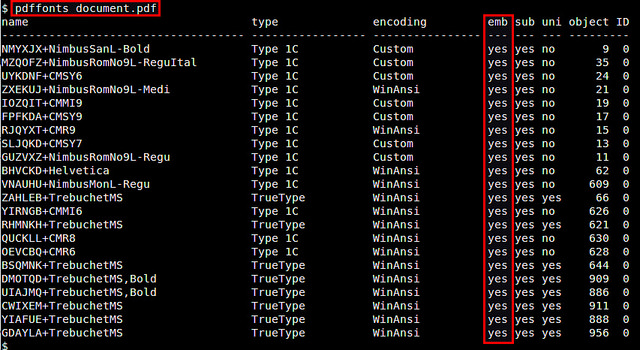 $ pdffonts document.pdf
name type encoding emb sub uni object ID
------------------------------------ ----------------- ---------------- --- --- --- ---------
NMYXJX+NimbusSanL-Bold Type 1C Custom yes yes no 9 0
MZQOFZ+NimbusRomNo9L-ReguItal Type 1C Custom yes yes no 35 0
UYKDNF+CMSY6 Type 1C Custom yes yes no 24 0
ZXEKUJ+NimbusRomNo9L-Medi Type 1C WinAnsi yes yes no 21 0
IOZQIT+CMMI9 Type 1C Custom yes yes no 19 0
FPFKDA+CMSY9 Type 1C Custom yes yes no 17 0
RJQYXT+CMR9 Type 1C WinAnsi yes yes no 15 0
SLJQKD+CMSY7 Type 1C Custom yes yes no 13 0
GUZVXZ+NimbusRomNo9L-Regu Type 1C Custom yes yes no 11 0
BHVCKD+Helvetica Type 1C WinAnsi yes yes no 62 0
VNAUHU+NimbusMonL-Regu Type 1C WinAnsi yes yes no 609 0
ZAHLEB+TrebuchetMS TrueType WinAnsi yes yes yes 66 0
YIRNGB+CMMI6 Type 1C WinAnsi yes yes no 626 0
RHMNKH+TrebuchetMS TrueType WinAnsi yes yes yes 621 0
QUCKLL+CMR8 Type 1C WinAnsi yes yes no 630 0
OEVCBQ+CMR6 Type 1C WinAnsi yes yes no 628 0
BSQMNK+TrebuchetMS TrueType WinAnsi yes yes yes 644 0
DMOTQD+TrebuchetMS,Bold TrueType WinAnsi yes yes yes 909 0
UIAJMQ+TrebuchetMS,Bold TrueType WinAnsi yes yes yes 886 0
CWIXEM+TrebuchetMS TrueType WinAnsi yes yes yes 911 0
YIAFUE+TrebuchetMS TrueType WinAnsi yes yes yes 888 0
GDAYLA+TrebuchetMS TrueType WinAnsi yes yes yes 956 0
$